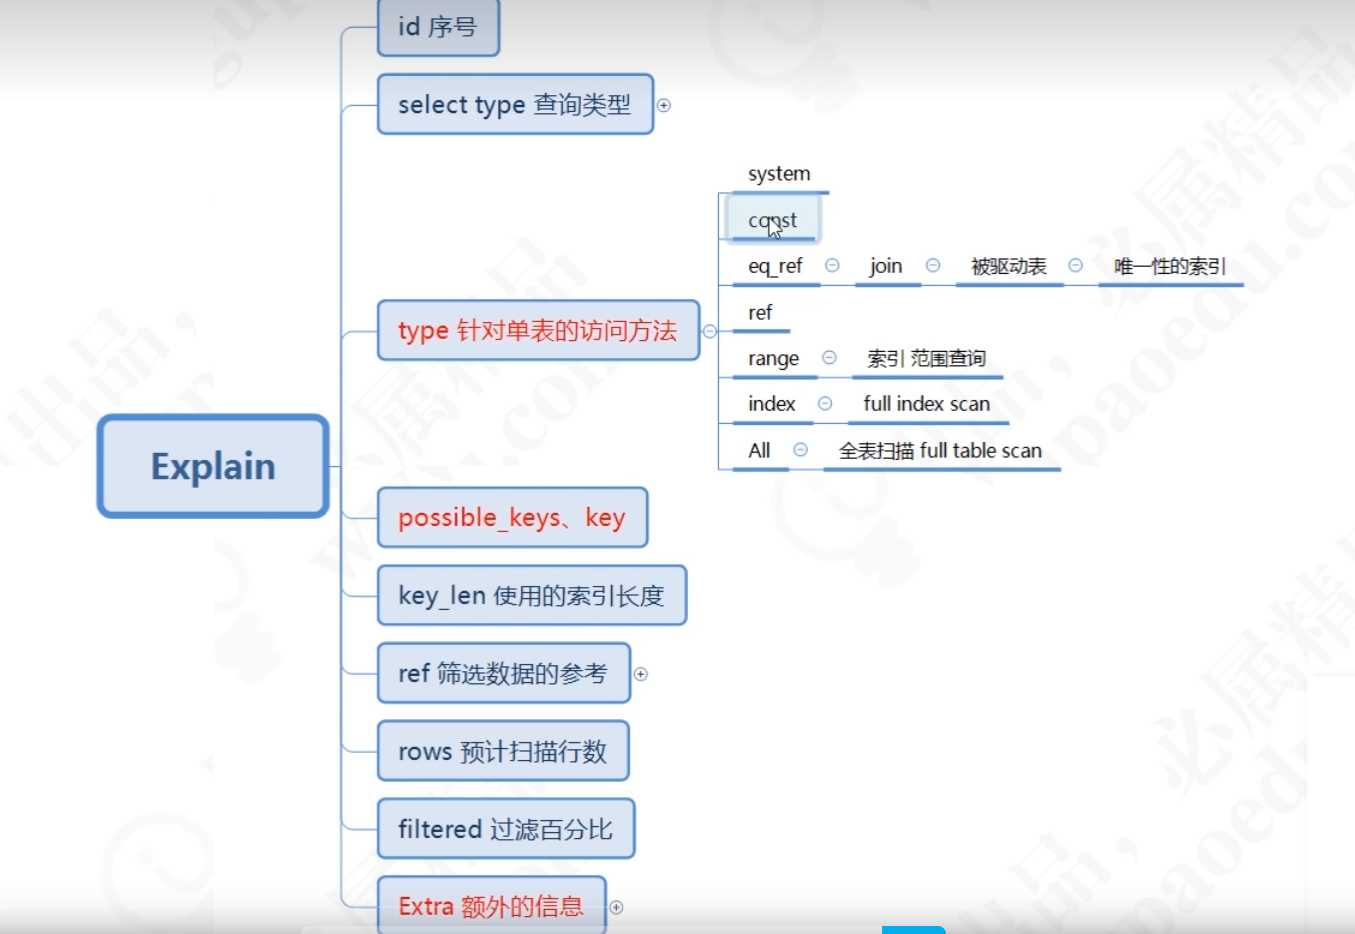 id 序号
select type 查询类型
system
const
eq_ref join 被驱动表 唯一性的索引
ref
type 针对单表的访问方法
range 索引 范围查询
index full index scan
All 全表扫描 full table scan
Explain
possible_keys、key
key_len 使用的索引长度
ref 筛选数据的参考
rows 预计扫描行数
filtered 过滤百分比
Extra 额外的信息